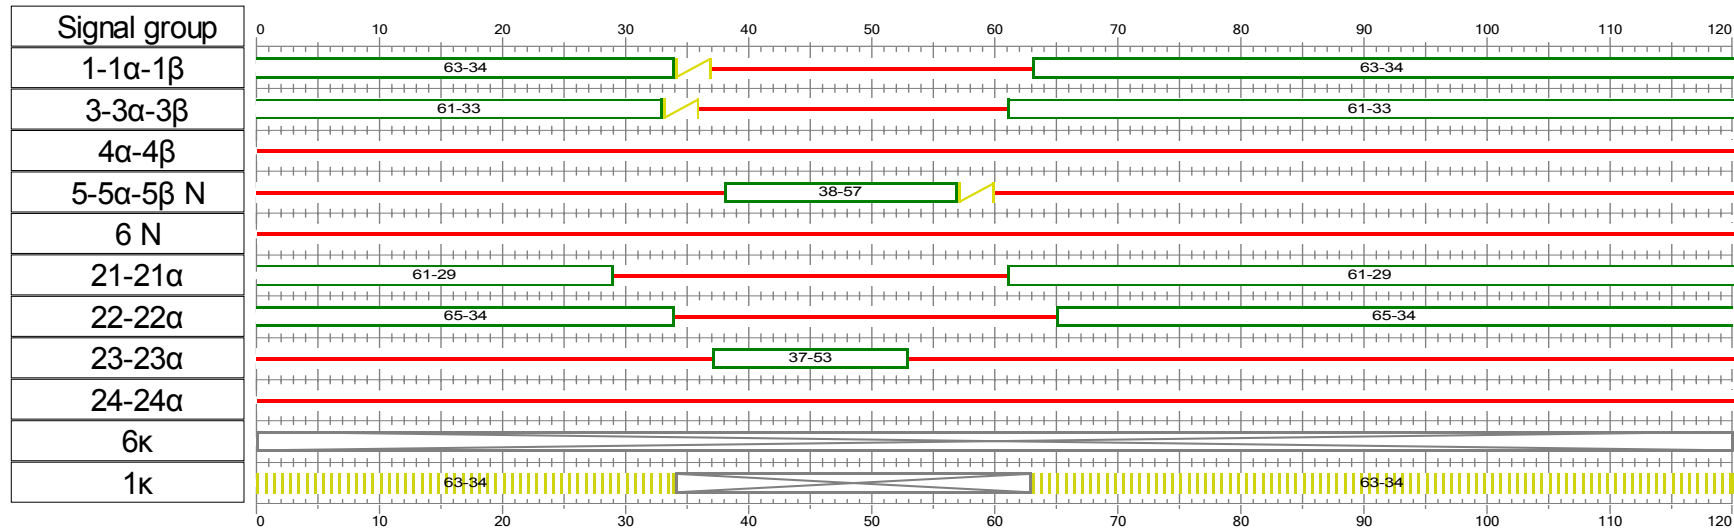 Signal group 0 10 20 30 40 50 60 70 80 90 100 110 120
1-1α-1β 63-34 63-34
3-3α-3β 61-33 61-33
4α-4β
5-5α-5β N 38-57
6 N
21-21α 61-29 61-29
22-22α 65-34 65-34
23-23α 37-53
24-24α
6κ
1κ 63-34 63-34
0 10 20 30 40 50 60 70 80 90 100 110 120